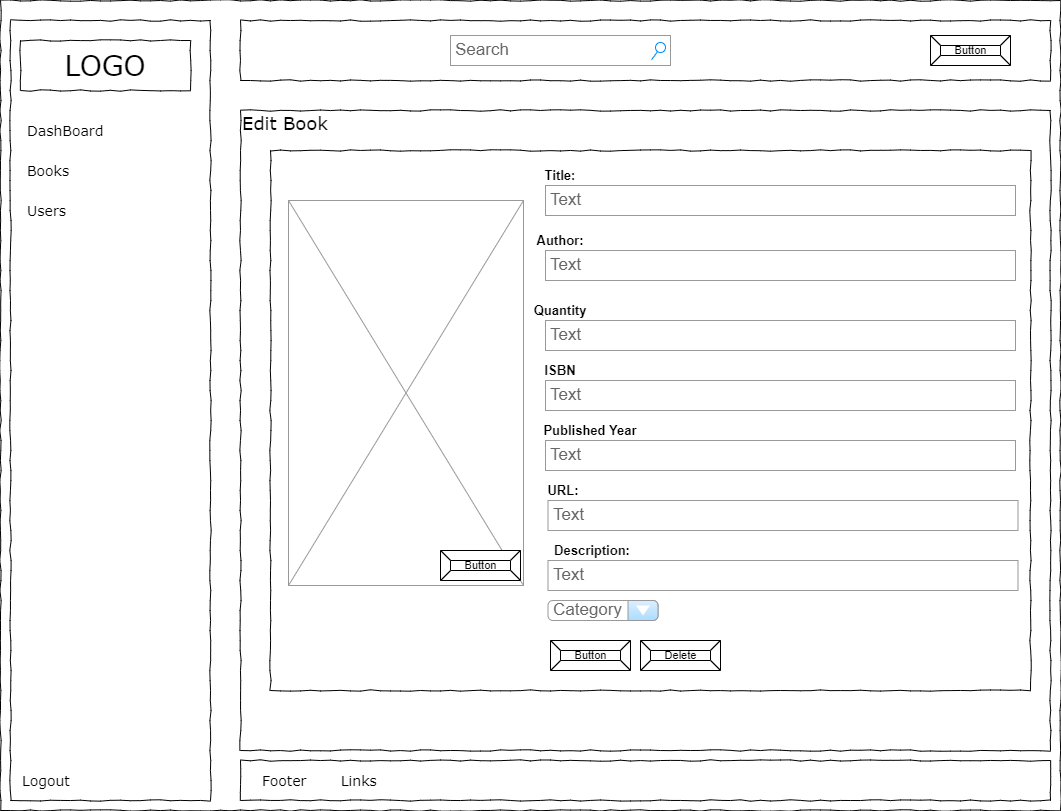 LOGO
DashBoard
Books
Users
Logout
Search
Button
Edit Book
Button
Title:
Text
Author:
Text
Quantity
Text
ISBN
Text
Published Year
Text
URL:
Text
Description:
Text
Category
Button Delete
Footer Links